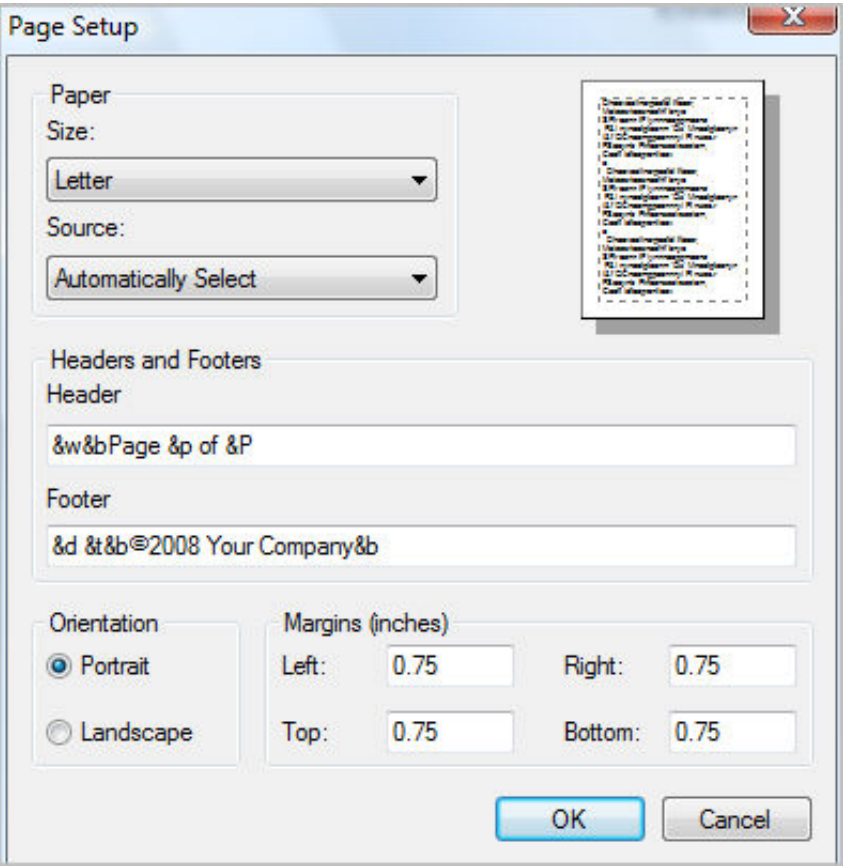 Page Setup
Paper
Size:
Letter
Source:
Automatically Select
Headers and Footers
Header
&w&bPage &p of &P
Footer
&d &t&b©2008 Your Company&b
Orientation
Portrait
Landscape
Margins (inches)
Left: 0.75 Right: 0.75
Top: 0.75 Bottom: 0.75
OK Cancel